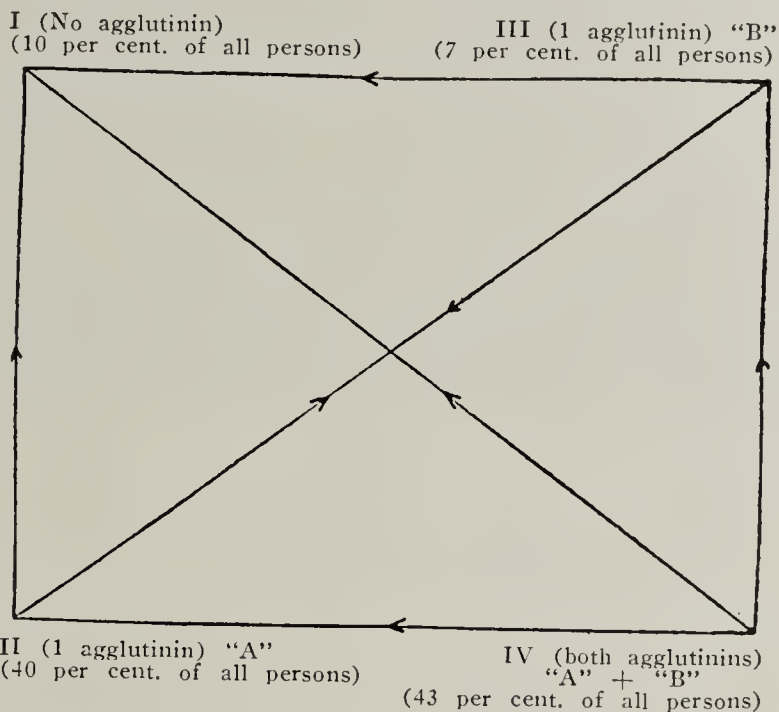 I (No agglutinin)
(10 per cent. of all persons)
III (1 agglutinin) “B”
(7 per cent. of all persons)
II (1 agglutinin) “A”
(40 per cent. of all persons)
IV (both agglutinins)
“A” + “B”
(43 per cent. of all persons)